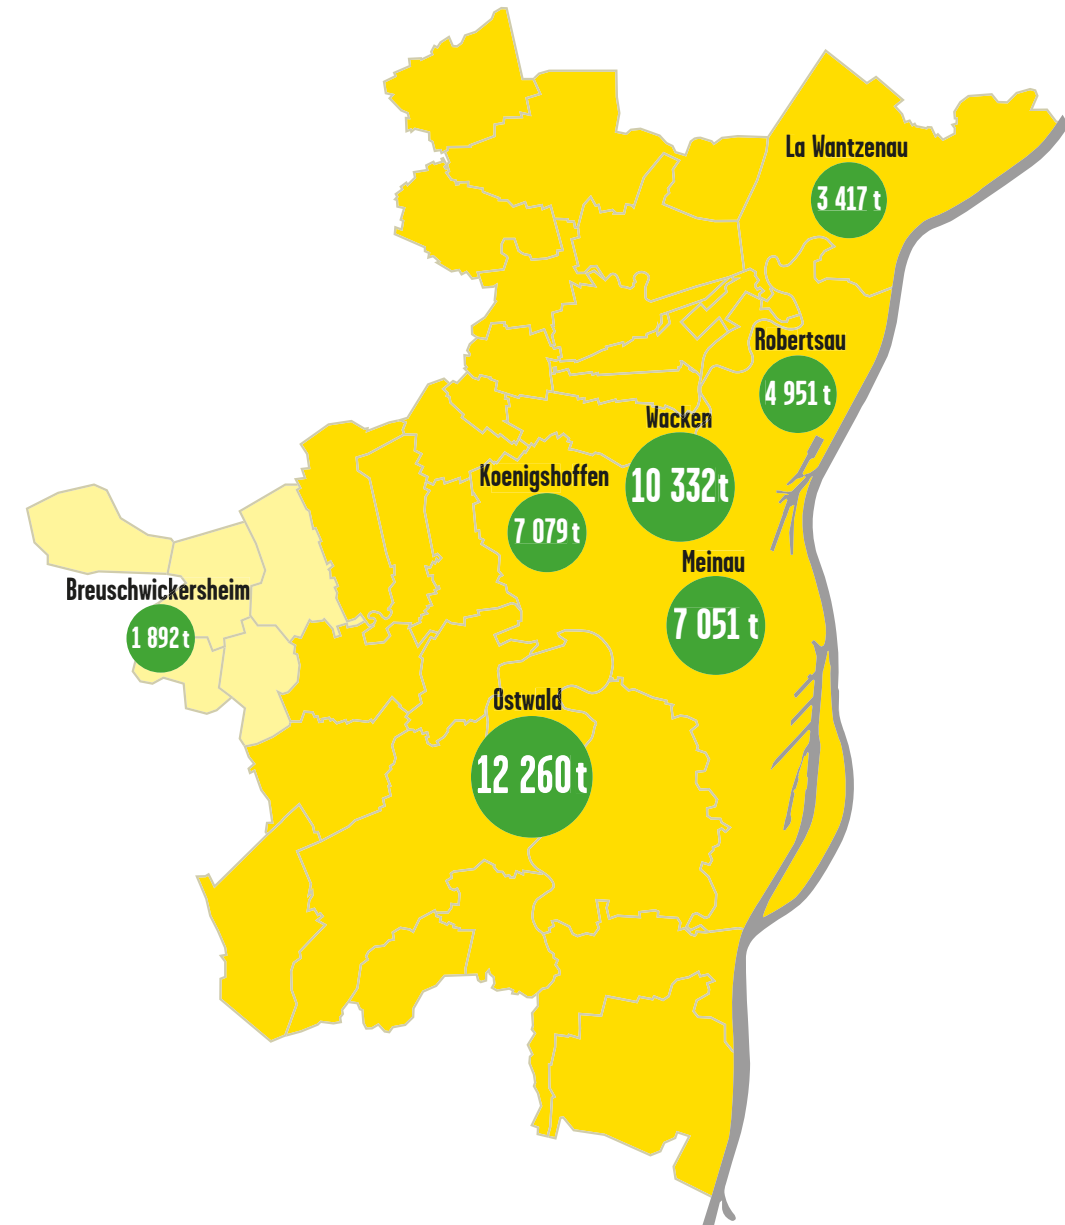 La Wantzenau
3 417 t
Robertsau
4 951 t
Wacken
10 332t
Koenigshoffen
7 079 t
Meinau
7 051 t
Breuschwickersheim
1 892 t
Ostwald
12 260 t